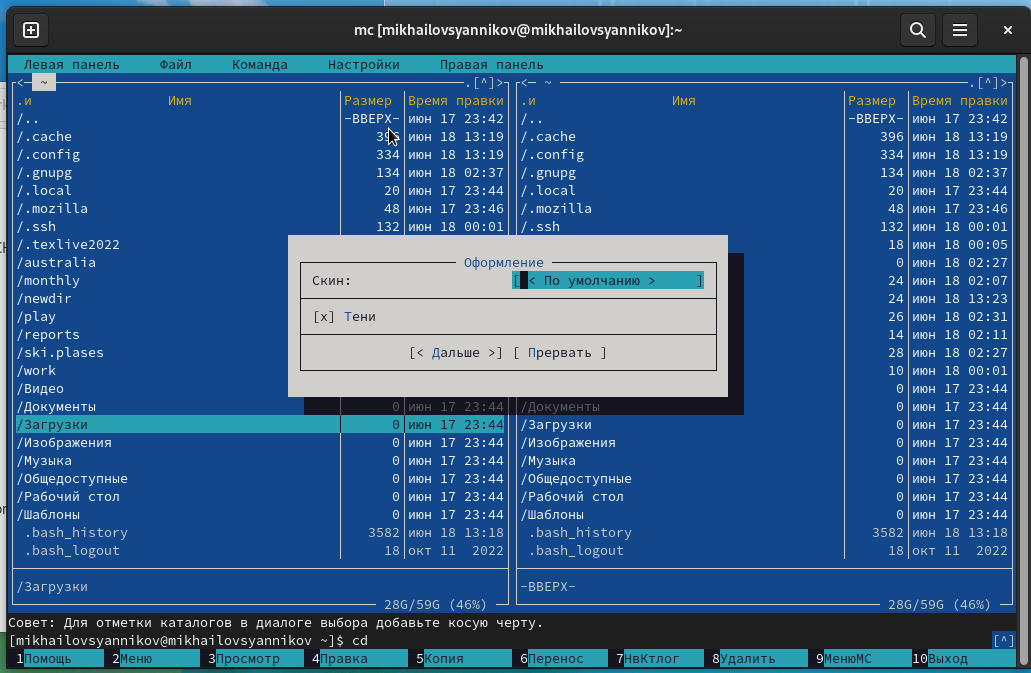 mc [mikhailovsyannikov@mikhailovsyannikov]:~
Левая панель Файл Команда Настройки Правая панель
<─ ~ .[^]> <─ ~ .[^]>
.и Имя Размер Время правки .и Имя Размер Время правки
/.. -ВВЕРХ- июн 17 23:42 /.. -ВВЕРХ- июн 17 23:42
/.cache 396 июн 18 13:19 /.cache 396 июн 18 13:19
/.config 334 июн 18 13:19 /.config 334 июн 18 13:19
/.gnupg 134 июн 18 02:37 /.gnupg 134 июн 18 02:37
/.local 20 июн 17 23:44 /.local 20 июн 17 23:44
/.mozilla 48 июн 17 23:46 /.mozilla 48 июн 17 23:46
/.ssh 132 июн 18 00:01 /.ssh 132 июн 18 00:01
/.texlive2022 18 июн 18 00:05
/australia Оформление 0 июн 18 02:07
/monthly Скин: [ < По умолчанию > ] 24 июн 18 02:07
/newdir 24 июн 18 13:23
/play [x] Тени 26 июн 18 02:31
/reports 14 июн 18 02:11
/ski.plases [< Дальше >] [ Прервать ] 28 июн 18 02:27
/work 10 июн 18 00:01
/Видео 0 июн 17 23:44
/Документы 0 июн 17 23:44 /Документы 0 июн 17 23:44
/Загрузки 0 июн 17 23:44 /Загрузки 0 июн 17 23:44
/Изображения 0 июн 17 23:44 /Изображения 0 июн 17 23:44
/Музыка 0 июн 17 23:44 /Музыка 0 июн 17 23:44
/Общедоступные 0 июн 17 23:44 /Общедоступные 0 июн 17 23:44
/Рабочий стол 0 июн 17 23:44 /Рабочий стол 0 июн 17 23:44
/Шаблоны 0 июн 17 23:44 /Шаблоны 0 июн 17 23:44
.bash_history 3582 июн 18 13:18 .bash_history 3582 июн 18 13:18
.bash_logout 18 окт 11 2022 .bash_logout 18 окт 11 2022
/Загрузки -ВВЕРХ-
28G/59G (46%) 28G/59G (46%)
Совет: Для отметки каталогов в диалоге выбора добавьте косую черту.
[mikhailovsyannikov@mikhailovsyannikov ~]$ cd [^]
1Помощь 2Меню 3Просмотр 4Правка 5Копия 6Перенос 7НвКтлог 8Удалить 9МенюМС 10Выход